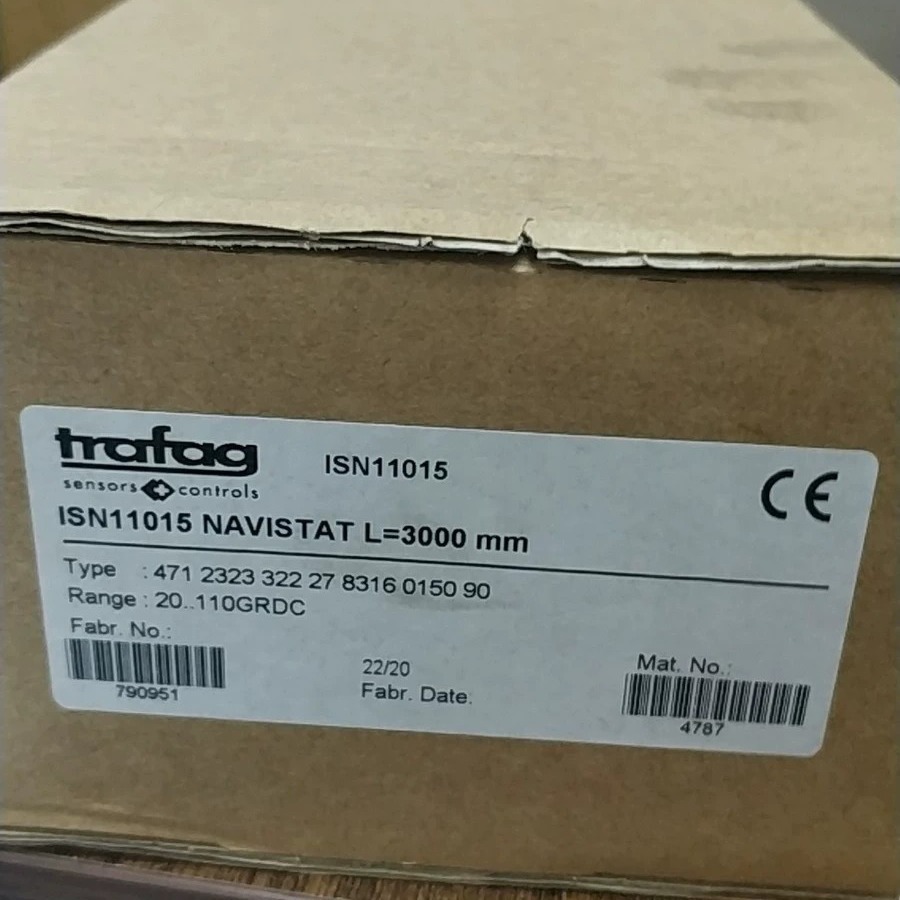 trafag
sensors controls
ISN11015
CE
ISN11015 NAVISTAT L=3000 mm
Type : 471 2323 322 27 8316 0150 90
Range : 20..110GRDC
Fabr. No.:
790951
22/20
Fabr. Date.
Mat. No.:
4787